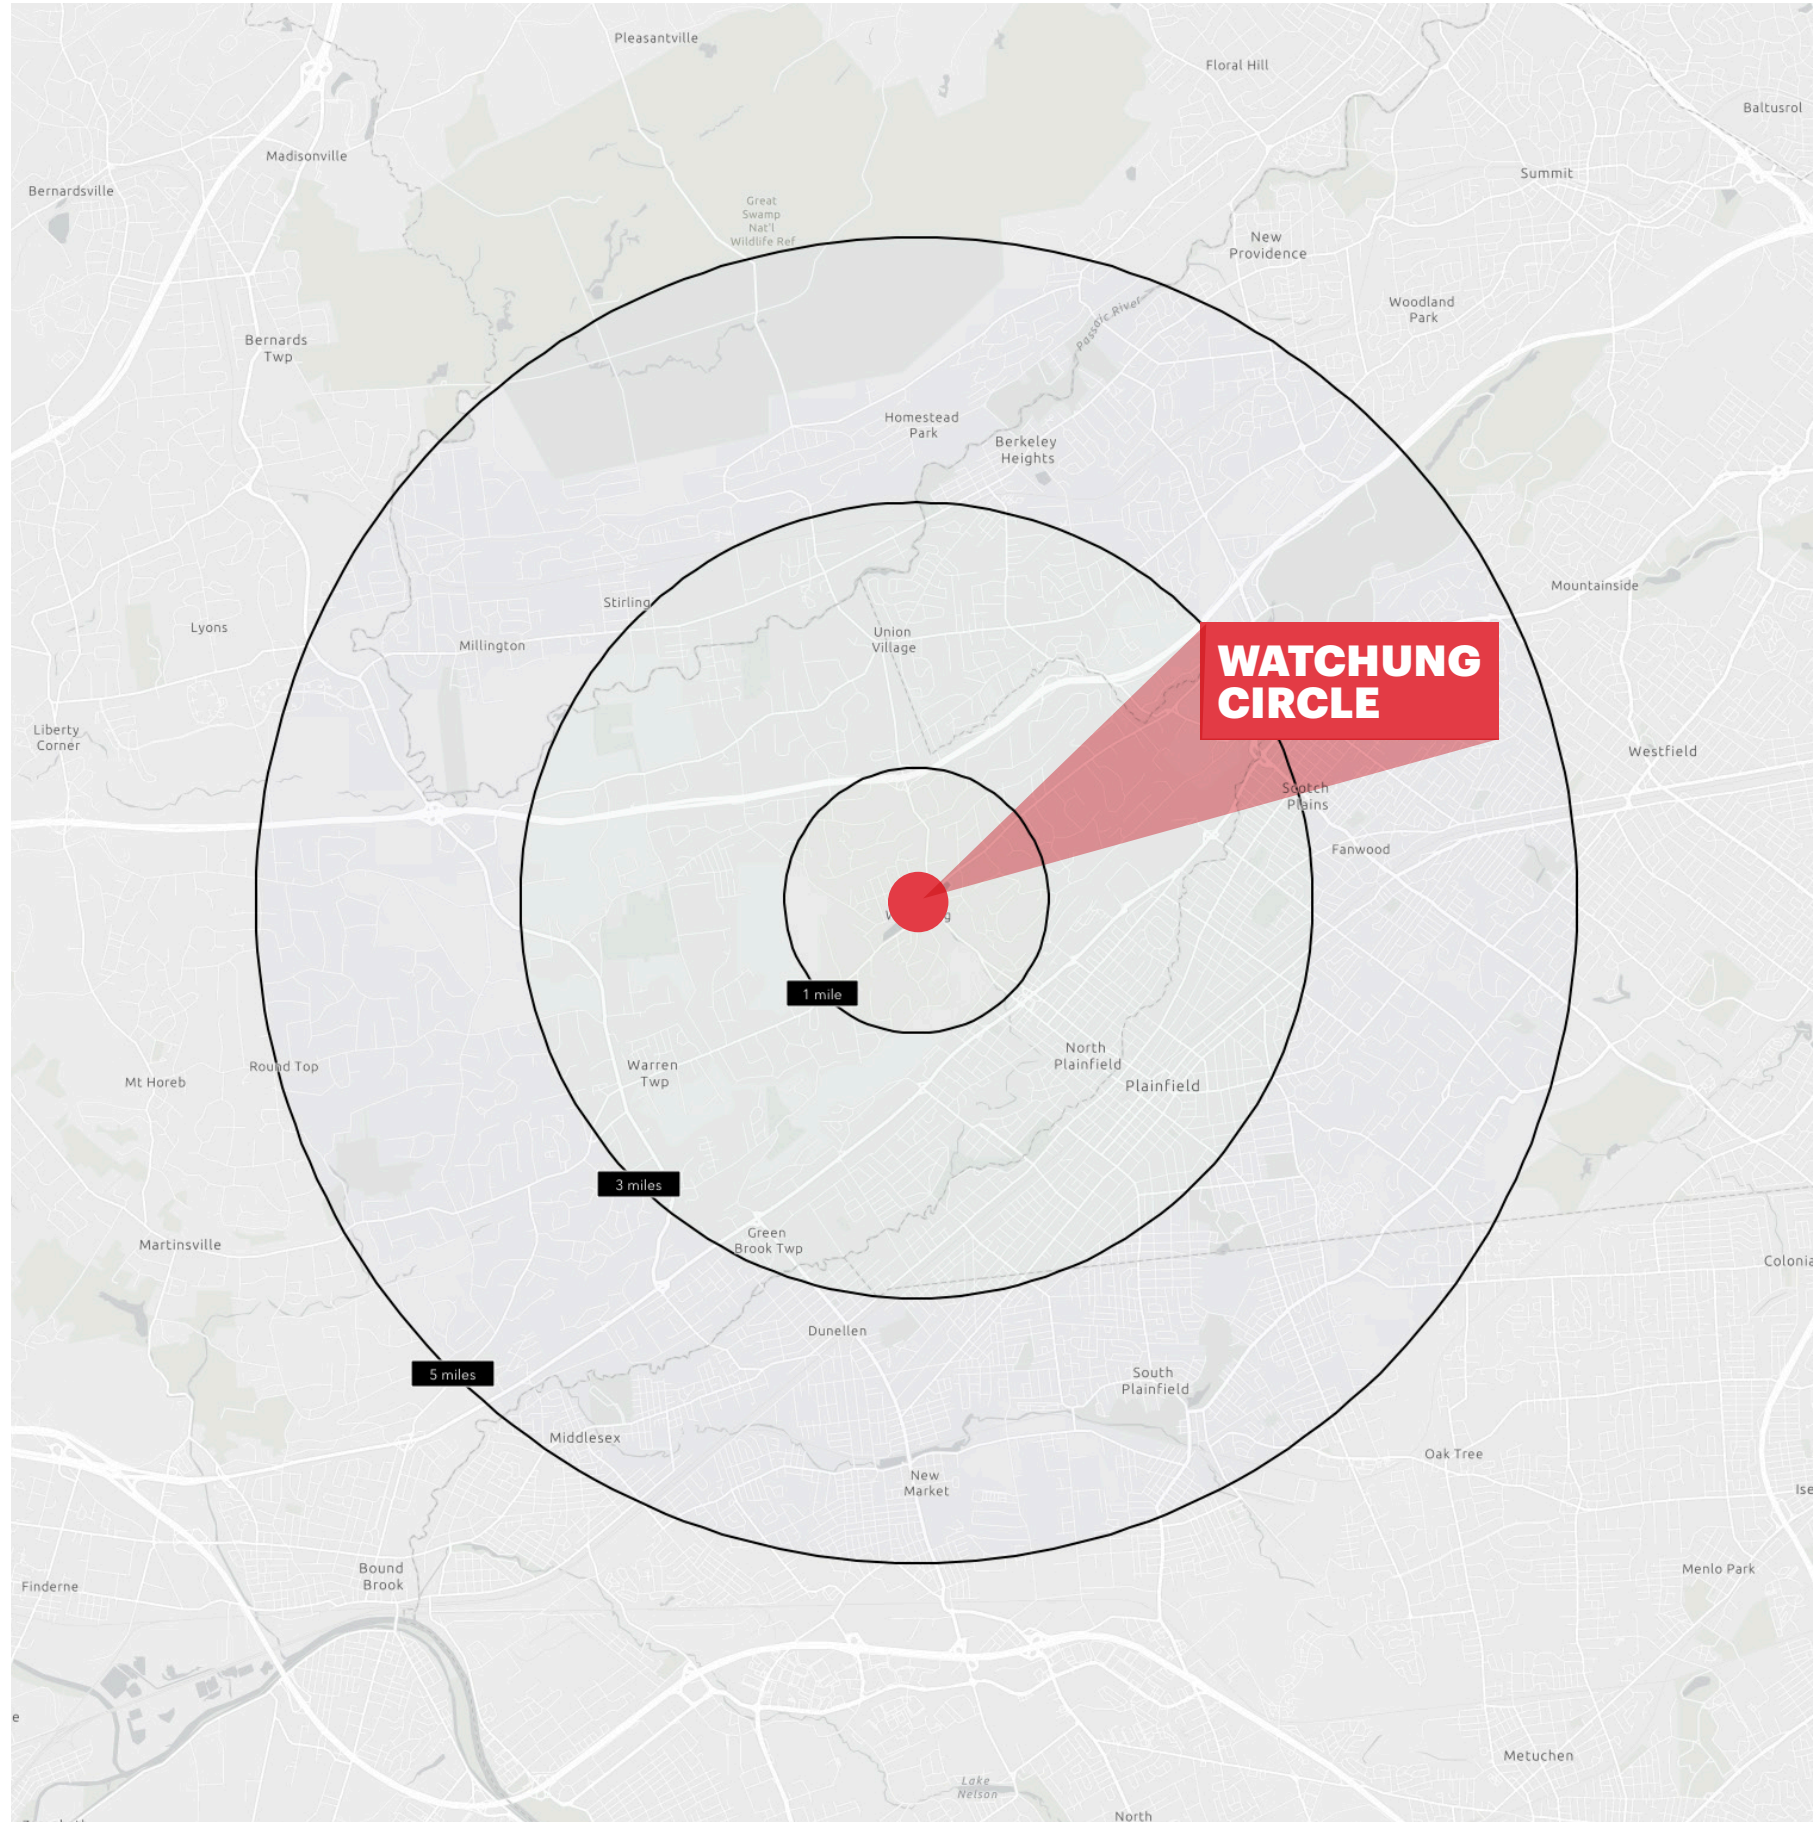 Pleasantville
Floral Hill
Baltusrol
Madisonville
Summit
Bernardsville
Great
Swamp
Nat'l
Wildlife Ref
New
Providence
Woodland
Park
Passaic River
Bernards
Twp
Homestead
Park
Berkeley
Heights
Mountainside
Stirling
Lyons
Union
Village
Millington
WATCHUNG
CIRCLE
Liberty
Corner
Westfield
Scotch
Plains
Fanwood
1 mile
North
Plainfield
Round Top
Warren
Twp
Mt Horeb
Plainfield
3 miles
Green
Brook Twp
Martinsville
Colonia
Dunellen
5 miles
South
Plainfield
Middlesex
Oak Tree
New
Market
Ise
Bound
Brook
Menlo Park
Finderne
e
Metuchen
Lake
Nelson
North